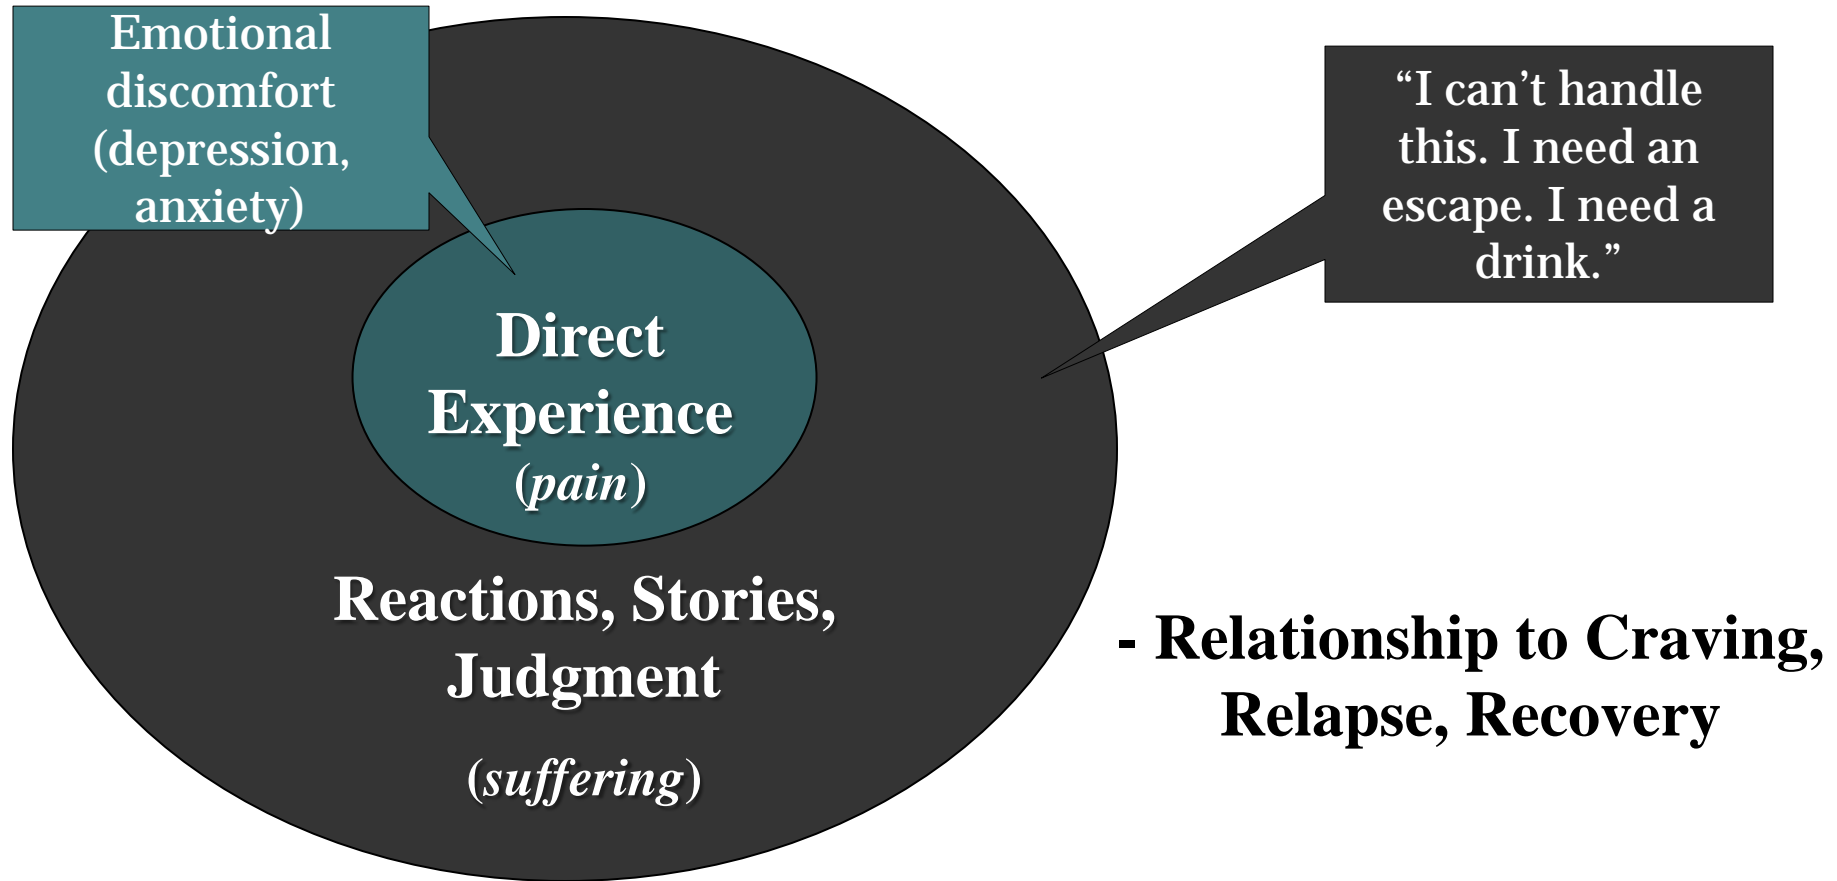 Emotional
discomfort
(depression,
anxiety)
“I can’t handle
this. I need an
escape. I need a
drink.”
Direct
Experience
(pain)
Reactions, Stories,
Judgment
(suffering)
- Relationship to Craving,
Relapse, Recovery